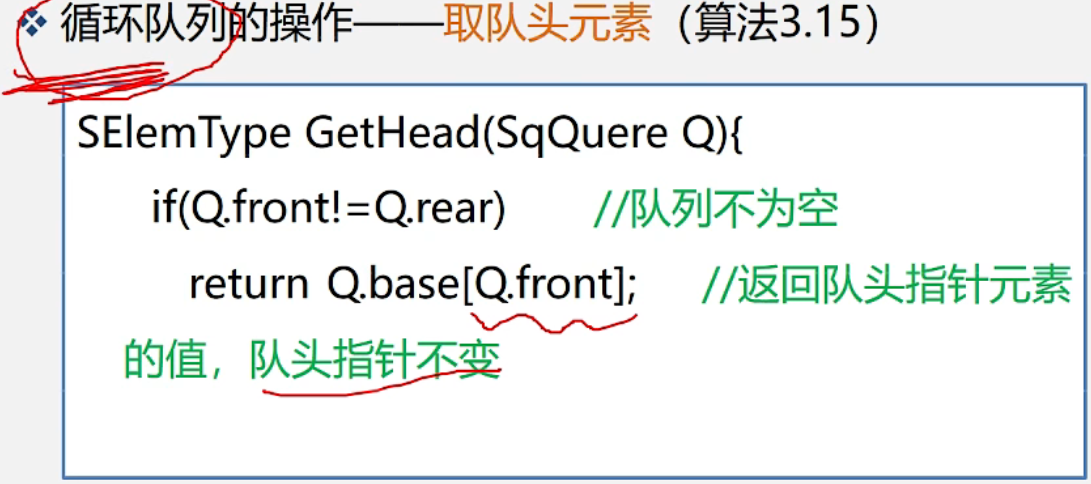 循环队列的操作——取队头元素（算法3.15）
SElemType GetHead(SqQuere Q){
if(Q.front!=Q.rear) //队列不为空
return Q.base[Q.front]; //返回队头指针元素
的值，队头指针不变